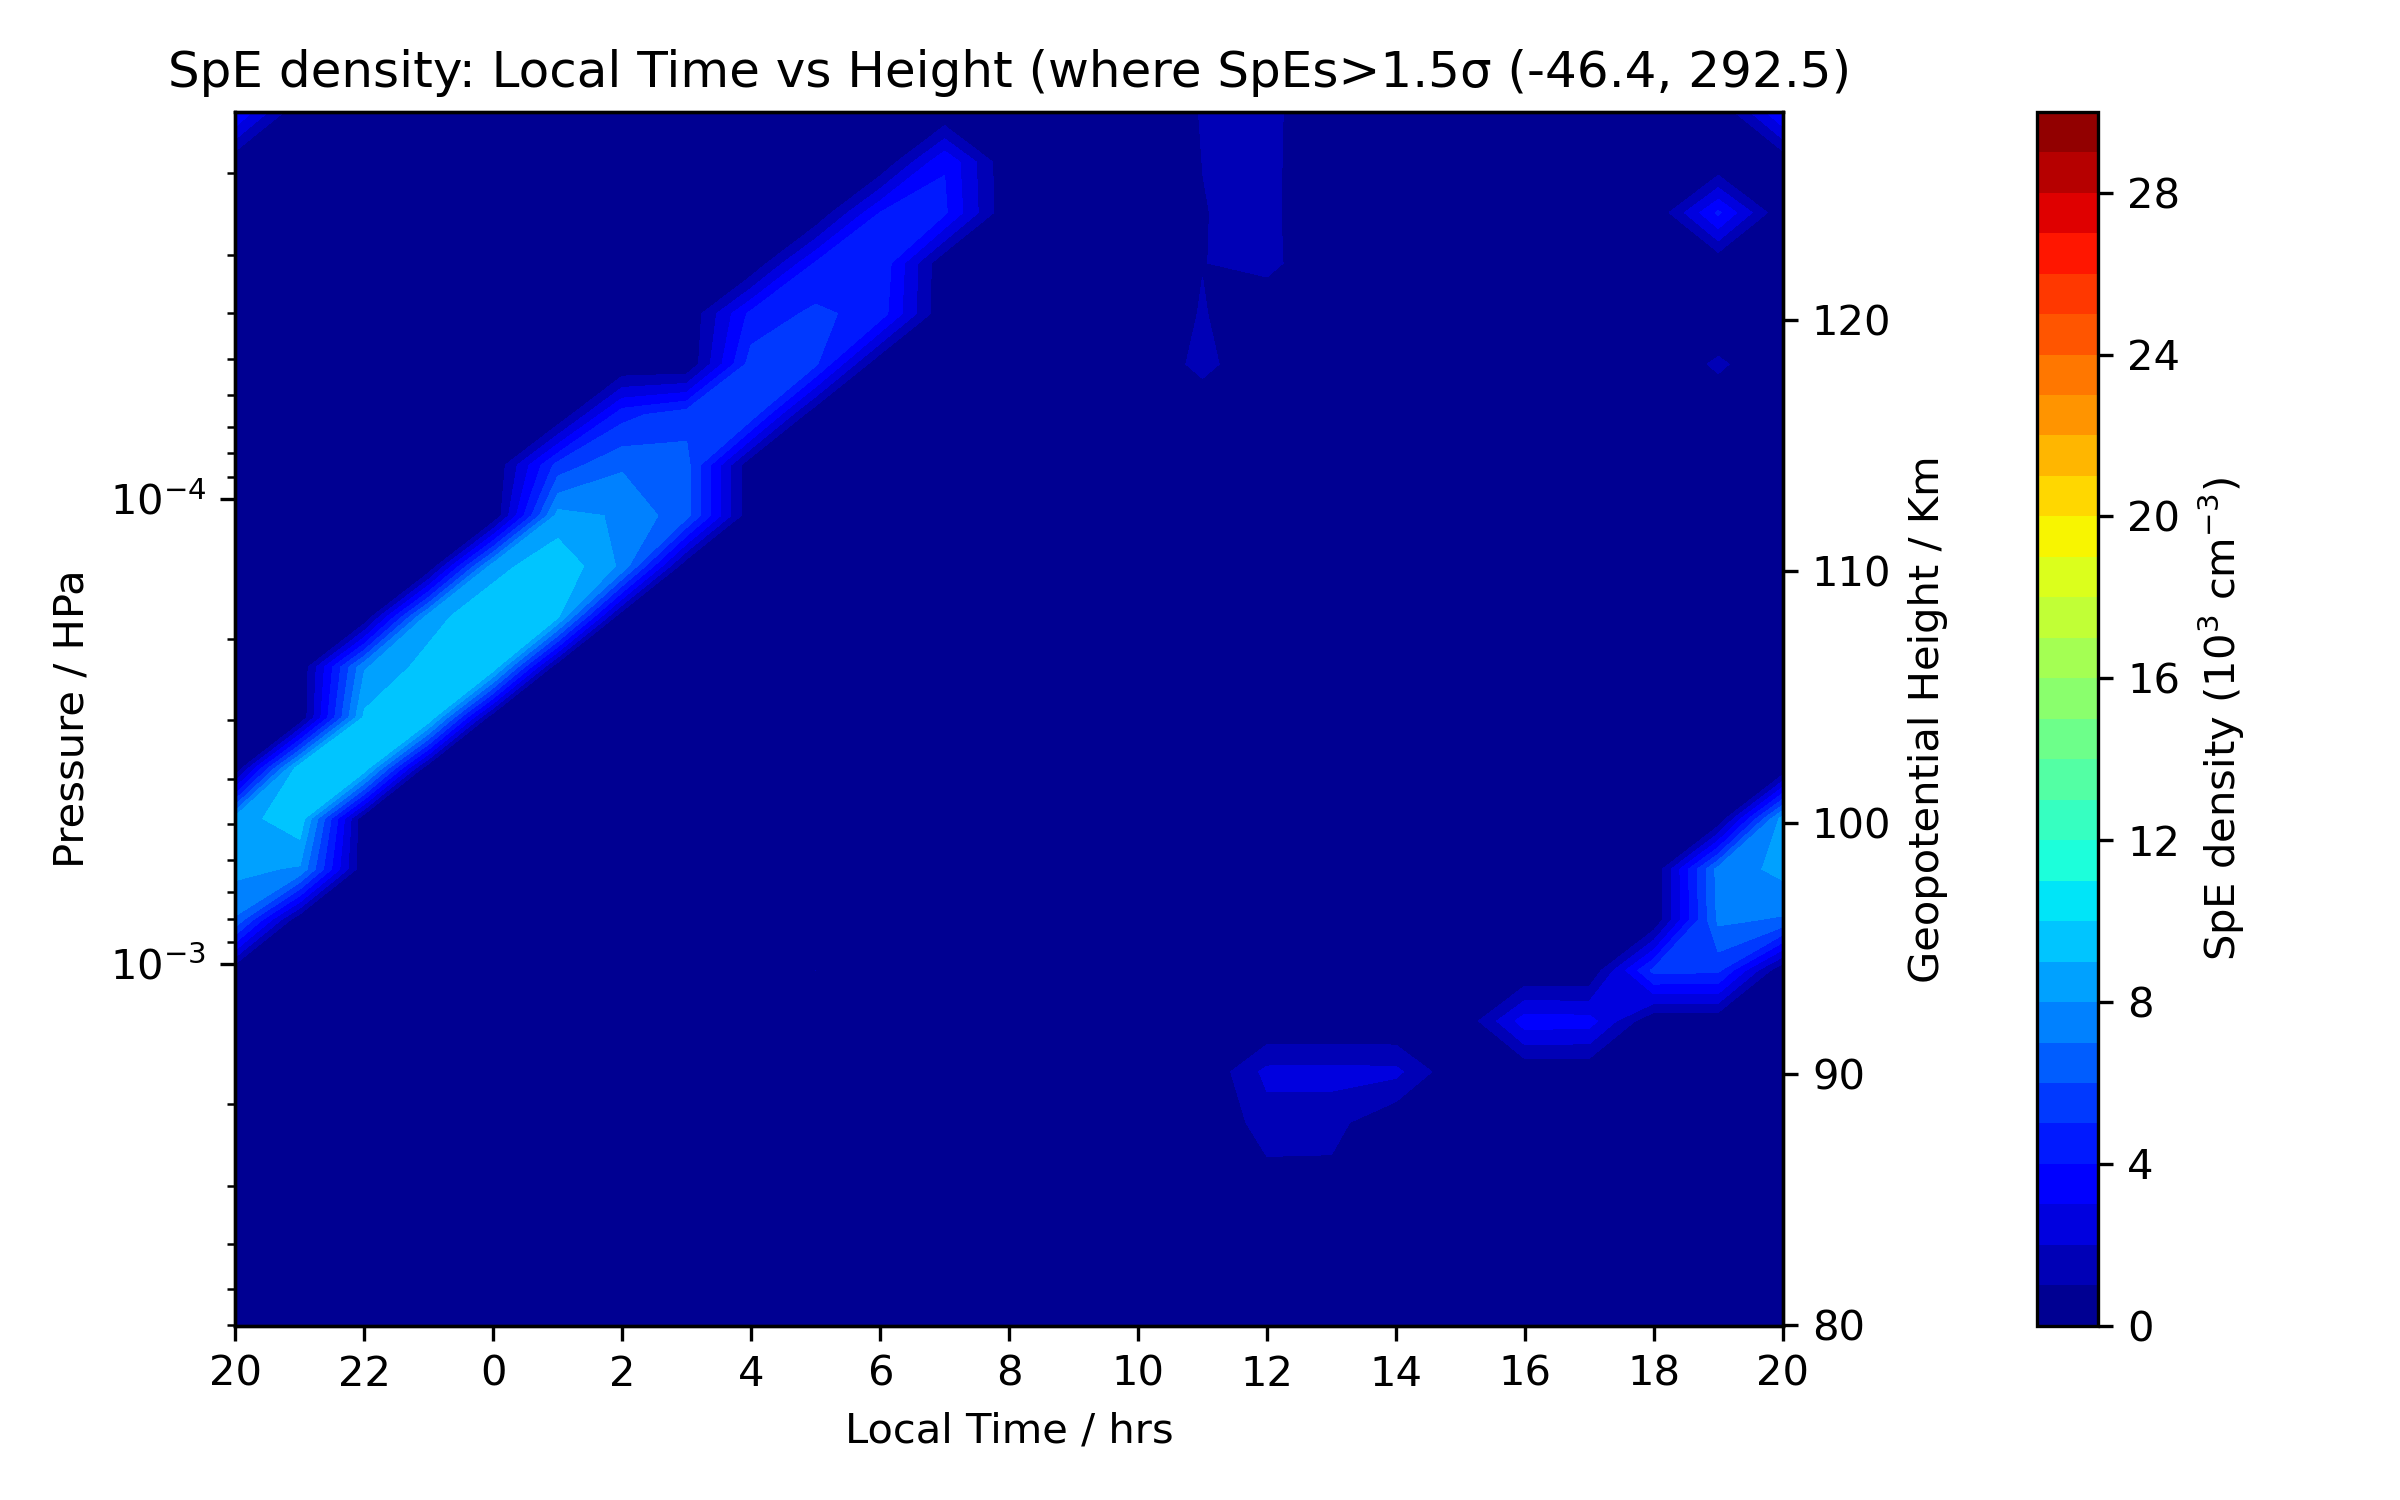 SpE density: Local Time vs Height (where SpEs>1.5σ (-46.4, 292.5)
10⁻⁴
10⁻³
Pressure / HPa
20 22 0 2 4 6 8 10 12 14 16 18 20
Local Time / hrs
120
110
100
90
80
Geopotential Height / Km
28
24
20
16
12
8
4
0
SpE density (10³ cm⁻³)